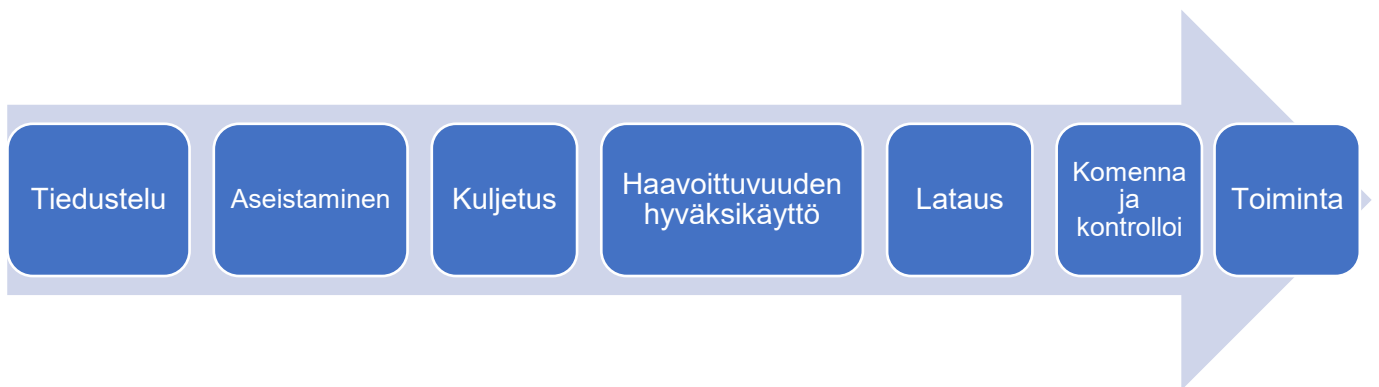 Tiedustelu
Aseistaminen
Kuljetus
Haavoittuvuuden
hyväksikäyttö
Lataus
Komenna
ja
kontrolloi
Toiminta